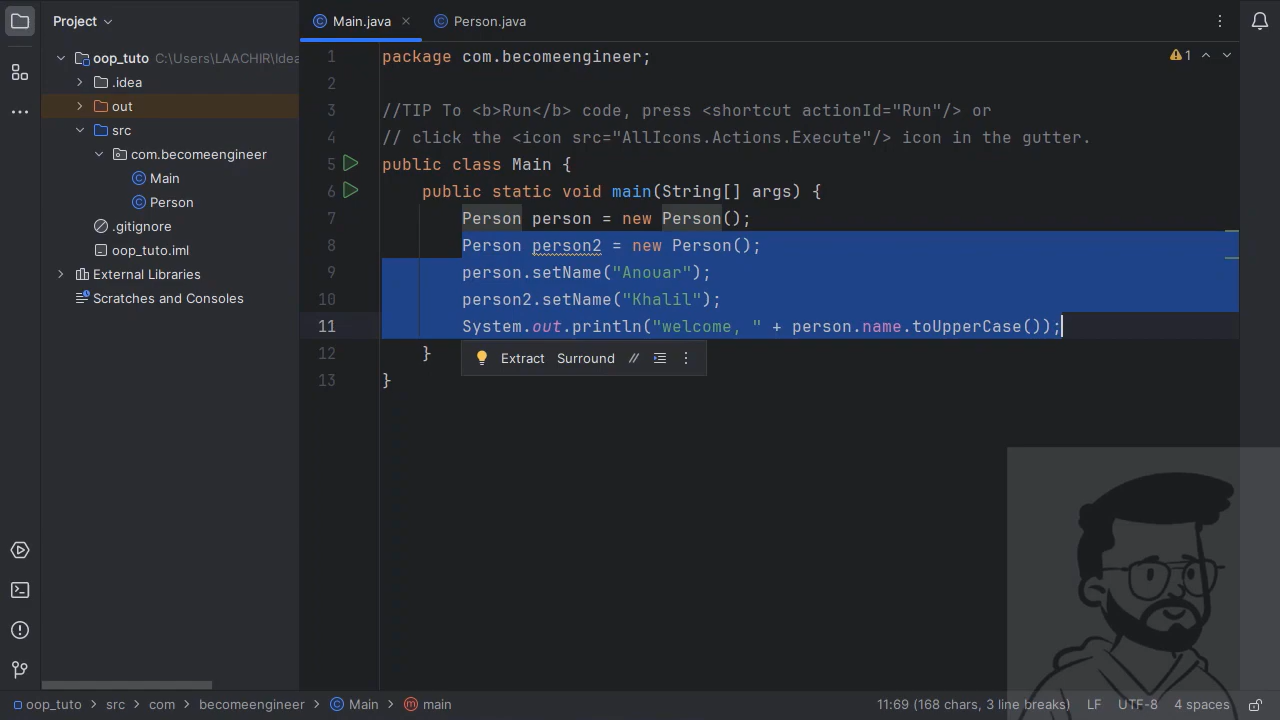 Project
Main.java
Person.java
oop_tuto C:\Users\LAACHIR\Idea
.idea
out
src
com.becomeengineer
Main
Person
.gitignore
oop_tuto.iml
External Libraries
Scratches and Consoles
1 package com.becomeengineer;
1
2
3 //TIP To <b>Run</b> code, press <shortcut actionId="Run"/> or
4 // click the <icon src="AllIcons.Actions.Execute"/> icon in the gutter.
5 public class Main {
6 public static void main(String[] args) {
7 Person person = new Person();
8 Person person2 = new Person();
9 person.setName("Anouar");
10 person2.setName("Khalil");
11 System.out.println("welcome, " + person.name.toUpperCase());
12 }
Extract Surround //
13 }
oop_tuto > src > com > becomeengineer > Main > main
11:69 (168 chars, 3 line breaks) LF UTF-8 4 spaces